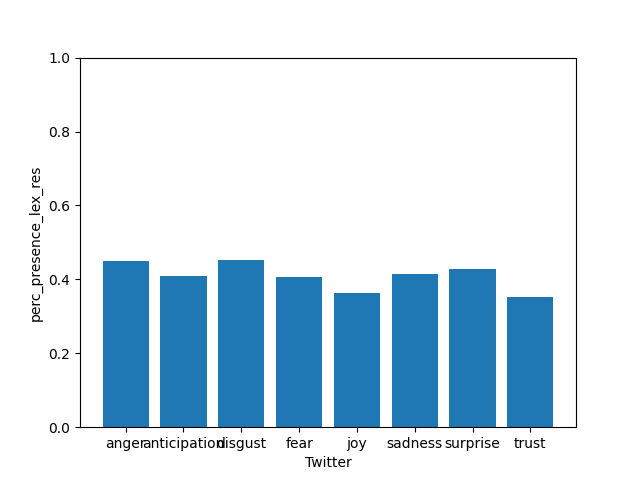 1.0
0.8
0.6
0.4
0.2
0.0
perc_presence_lex_res
anger anticipation disgust fear joy sadness surprise trust
Twitter